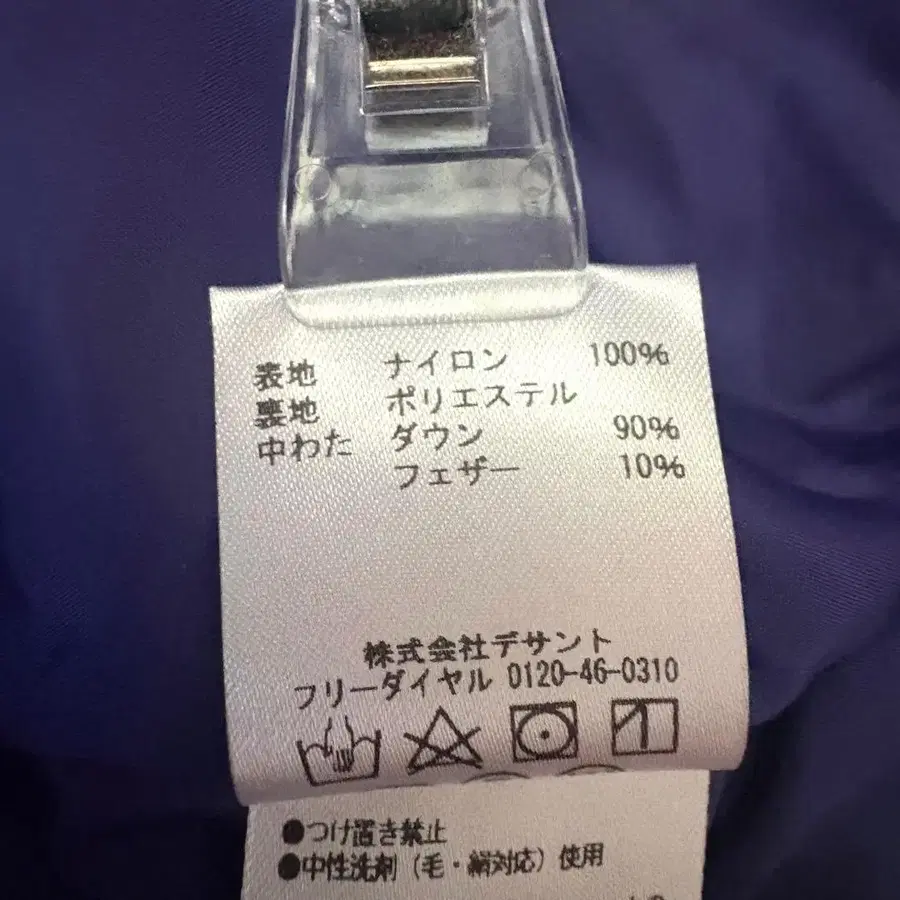 表地 ナイロン 100%
裏地 ポリエステル
中わた ダウン 90%
フェザー 10%
株式会社デサント
フリーダイヤル 0120-46-0310
●つけ置き禁止
●中性洗剤（毛・絹対応）使用